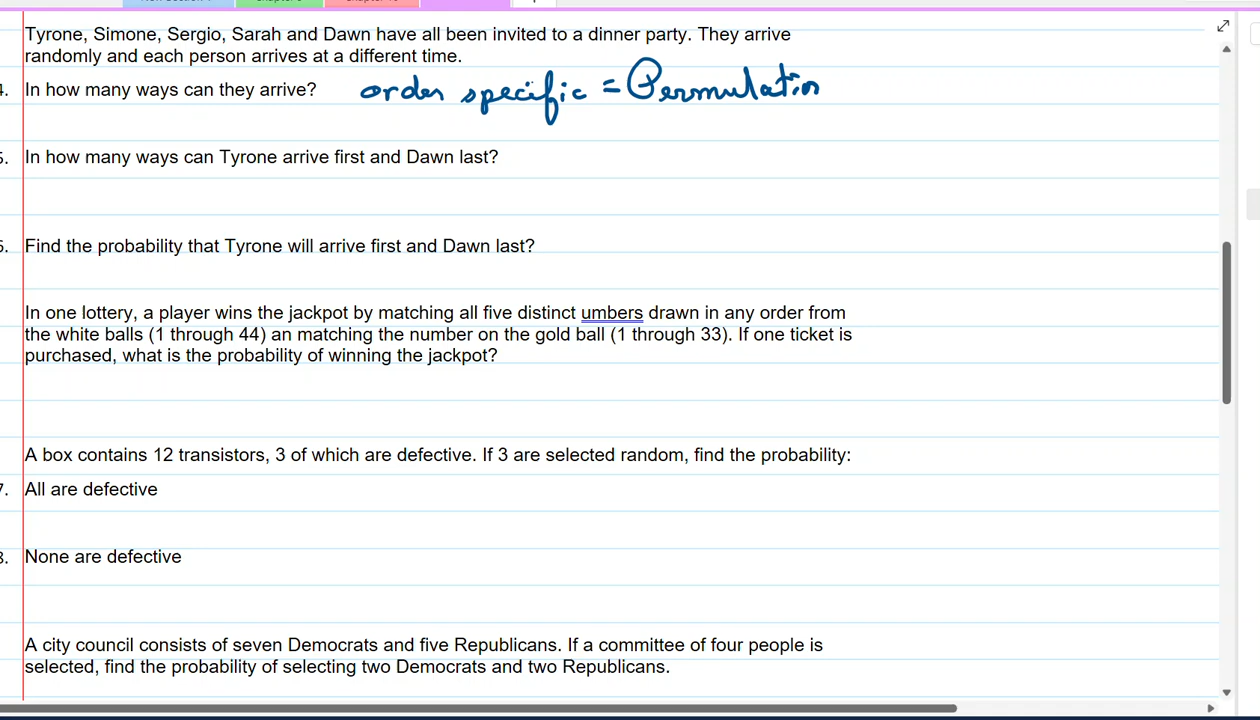 Tyrone, Simone, Sergio, Sarah and Dawn have all been invited to a dinner party. They arrive
randomly and each person arrives at a different time.
4. In how many ways can they arrive? order specific = Permulatin
5. In how many ways can Tyrone arrive first and Dawn last?
6. Find the probability that Tyrone will arrive first and Dawn last?
In one lottery, a player wins the jackpot by matching all five distinct umbers drawn in any order from
the white balls (1 through 44) an matching the number on the gold ball (1 through 33). If one ticket is
purchased, what is the probability of winning the jackpot?
A box contains 12 transistors, 3 of which are defective. If 3 are selected random, find the probability:
7. All are defective
8. None are defective
A city council consists of seven Democrats and five Republicans. If a committee of four people is
selected, find the probability of selecting two Democrats and two Republicans.